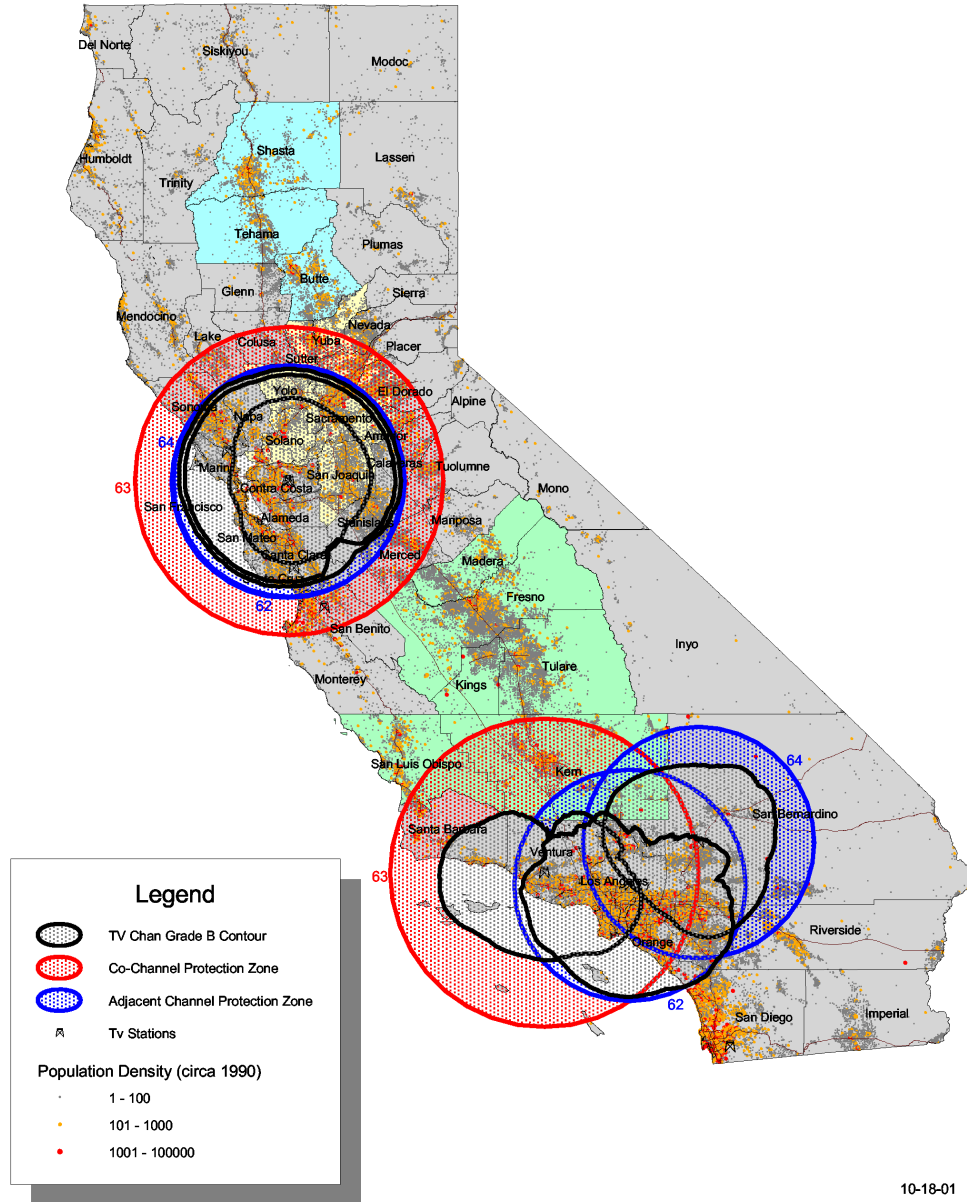 Del Norte
Siskiyou
Modoc
Humboldt
Trinity
Shasta
Lassen
Tehama
Plumas
Butte
Glenn
Sierra
Mendocino
Nevada
Lake
Colusa
Yuba
Placer
Sutter
Yolo
El Dorado
Alpine
Sonoma
Napa
Sacramento
64
Solano
Amador
Marin
San Joaquin
Calaveras
Tuolumne
63
Contra Costa
Mono
San Francisco
Alameda
Stanislaus
Mariposa
San Mateo
Santa Clara
Merced
Madera
62
Fresno
San Benito
Inyo
Monterey
Kings
Tulare
San Luis Obispo
Kern
64
San Bernardino
Santa Barbara
Ventura
63
Los Angeles
Riverside
Orange
62
San Diego
Imperial
Legend
TV Chan Grade B Contour
Co-Channel Protection Zone
Adjacent Channel Protection Zone
Tv Stations
Population Density (circa 1990)
1 - 100
101 - 1000
1001 - 100000
10-18-01